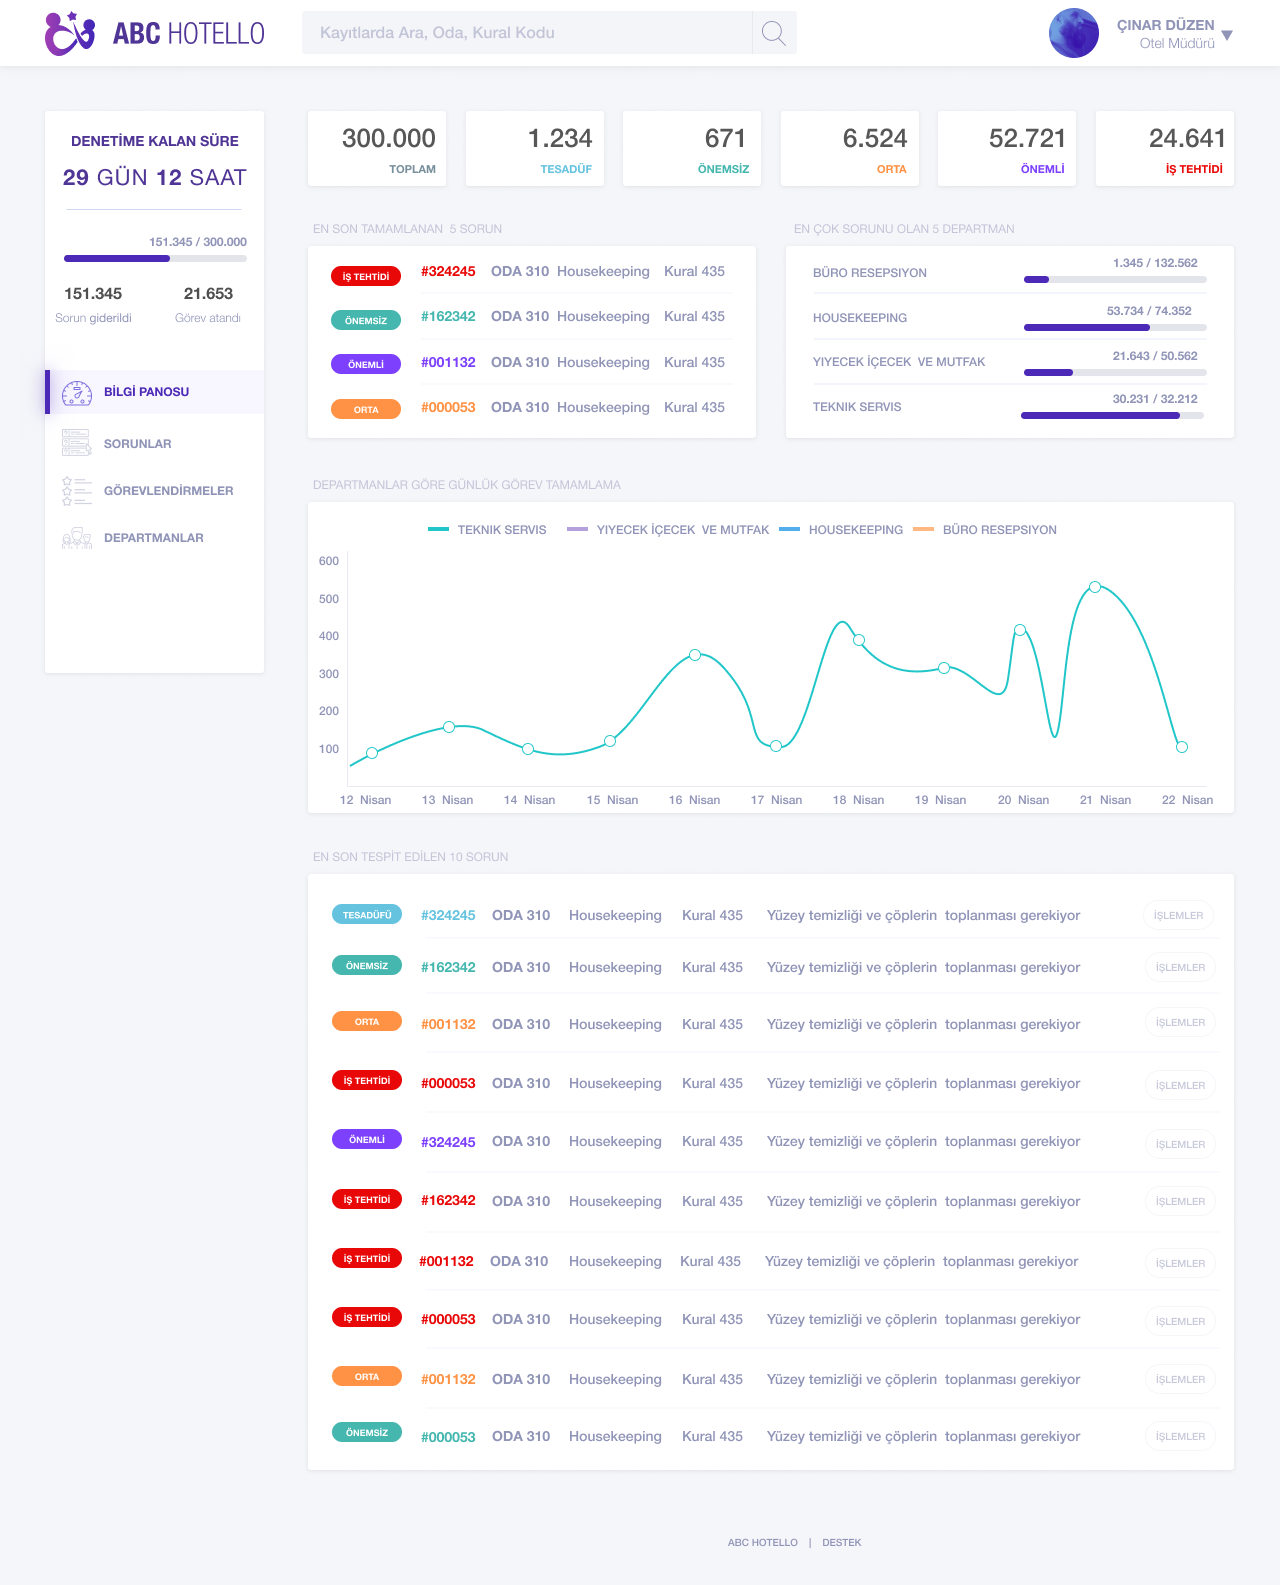 ABC HOTELLO
Kayıtlarda Ara, Oda, Kural Kodu
ÇINAR DÜZEN
Otel Müdürü
DENETİME KALAN SÜRE
29 GÜN 12 SAAT
151.345 / 300.000
151.345 21.653
Sorun giderildi Görev atandı
BİLGİ PANOSU
SORUNLAR
GÖREVLENDİRMELER
DEPARTMANLAR
300.000 1.234 671 6.524 52.721 24.641
TOPLAM TESADÜF ÖNEMSİZ ORTA ÖNEMLİ İŞ TEHTİDİ
EN SON TAMAMLANAN 5 SORUN
İŞ TEHTİDİ #324245 ODA 310 Housekeeping Kural 435
ÖNEMSİZ #162342 ODA 310 Housekeeping Kural 435
ÖNEMLİ #001132 ODA 310 Housekeeping Kural 435
ORTA #000053 ODA 310 Housekeeping Kural 435
EN ÇOK SORUNU OLAN 5 DEPARTMAN
BÜRO RESEPSIYON 1.345 / 132.562
HOUSEKEEPING 53.734 / 74.352
YIYECEK İÇECEK VE MUTFAK 21.643 / 50.562
TEKNIK SERVIS 30.231 / 32.212
DEPARTMANLAR GÖRE GÜNLÜK GÖREV TAMAMLAMA
TEKNIK SERVIS YIYECEK İÇECEK VE MUTFAK HOUSEKEEPING BÜRO RESEPSIYON
600
500
400
300
200
100
12 Nisan 13 Nisan 14 Nisan 15 Nisan 16 Nisan 17 Nisan 18 Nisan 19 Nisan 20 Nisan 21 Nisan 22 Nisan
EN SON TESPİT EDİLEN 10 SORUN
TESADÜFÜ #324245 ODA 310 Housekeeping Kural 435 Yüzey temizliği ve çöplerin toplanması gerekiyor İŞLEMLER
ÖNEMSİZ #162342 ODA 310 Housekeeping Kural 435 Yüzey temizliği ve çöplerin toplanması gerekiyor İŞLEMLER
ORTA #001132 ODA 310 Housekeeping Kural 435 Yüzey temizliği ve çöplerin toplanması gerekiyor İŞLEMLER
İŞ TEHTİDİ #000053 ODA 310 Housekeeping Kural 435 Yüzey temizliği ve çöplerin toplanması gerekiyor İŞLEMLER
ÖNEMLİ #324245 ODA 310 Housekeeping Kural 435 Yüzey temizliği ve çöplerin toplanması gerekiyor İŞLEMLER
İŞ TEHTİDİ #162342 ODA 310 Housekeeping Kural 435 Yüzey temizliği ve çöplerin toplanması gerekiyor İŞLEMLER
İŞ TEHTİDİ #001132 ODA 310 Housekeeping Kural 435 Yüzey temizliği ve çöplerin toplanması gerekiyor İŞLEMLER
İŞ TEHTİDİ #000053 ODA 310 Housekeeping Kural 435 Yüzey temizliği ve çöplerin toplanması gerekiyor İŞLEMLER
ORTA #001132 ODA 310 Housekeeping Kural 435 Yüzey temizliği ve çöplerin toplanması gerekiyor İŞLEMLER
ÖNEMSİZ #000053 ODA 310 Housekeeping Kural 435 Yüzey temizliği ve çöplerin toplanması gerekiyor İŞLEMLER
ABC HOTELLO | DESTEK